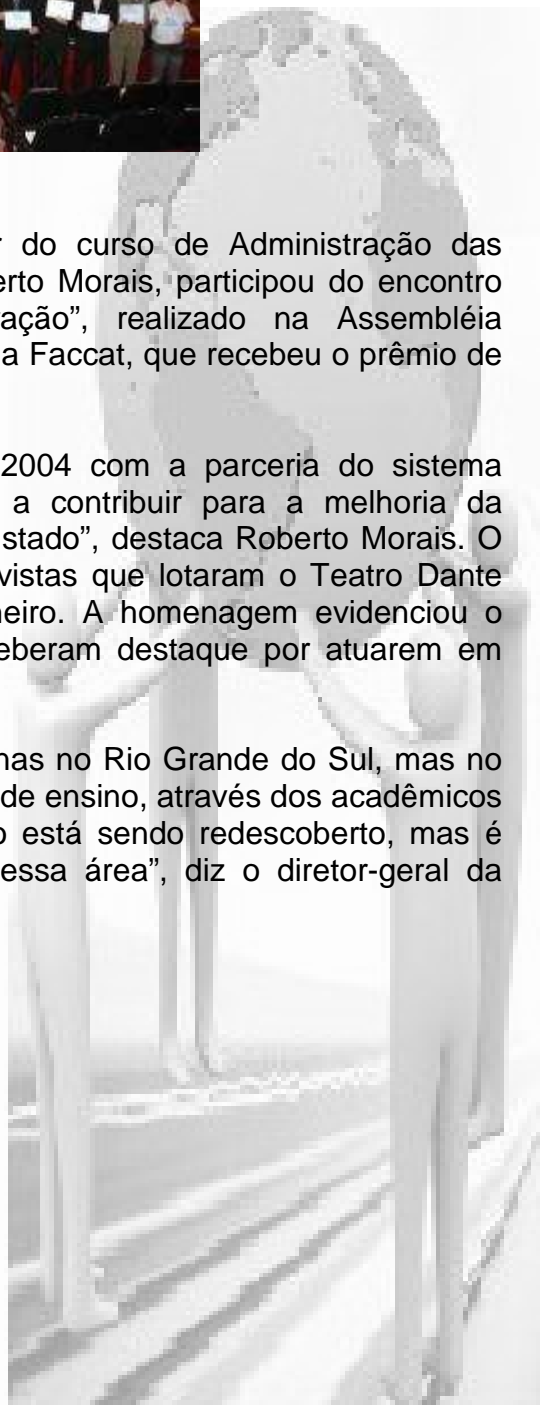 r do curso de Administração das
erto Morais, participou do encontro
ação”, realizado na Assembléia
a Faccat, que recebeu o prêmio de
2004 com a parceria do sistema
a contribuir para a melhoria da
stado”, destaca Roberto Morais. O
vistas que lotaram o Teatro Dante
neiro. A homenagem evidenciou o
eberam destaque por atuarem em
nas no Rio Grande do Sul, mas no
de ensino, através dos acadêmicos
o está sendo redescoberto, mas é
essa área”, diz o diretor-geral da